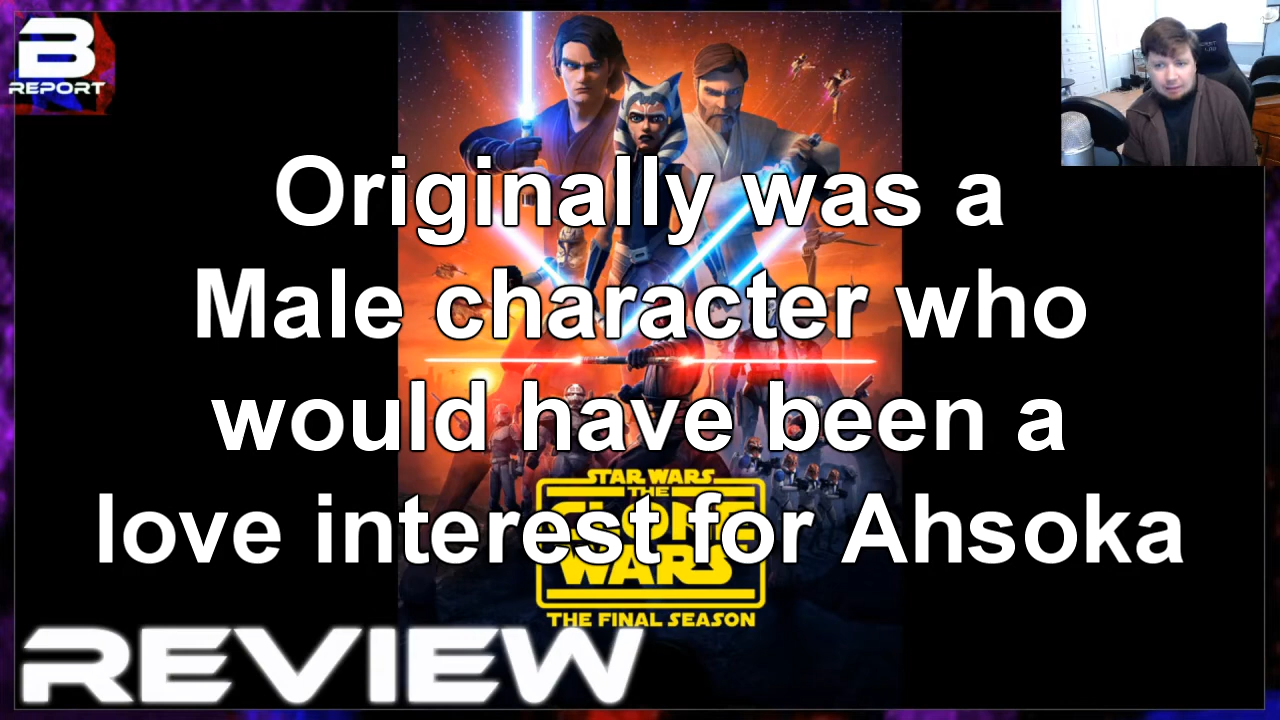 B
REPORT
Originally was a
Male character who
would have been a
love interest for Ahsoka
STAR WARS
THE
CLONE
WARS
THE FINAL SEASON
REVIEW